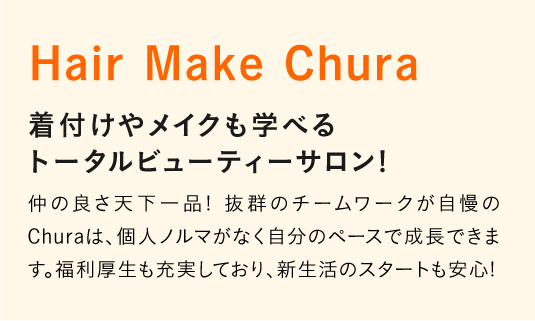 Hair Make Chura
着付けやメイクも学べる
トータルビューティーサロン!
仲の良さ天下一品! 抜群のチームワークが自慢の
Churaは、個人ノルマがなく自分のペースで成長できま
す。福利厚生も充実しており、新生活のスタートも安心!